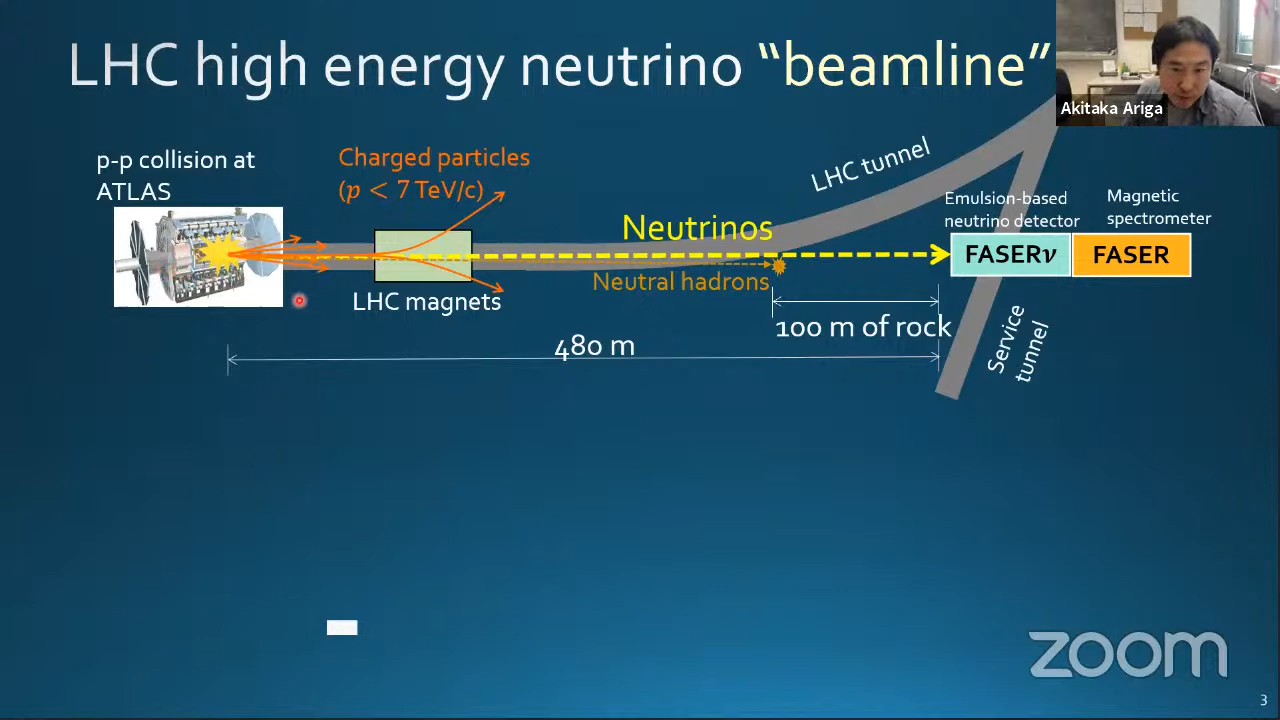 LHC high energy neutrino “beamline”
Akitaka Ariga
p-p collision at
ATLAS
Charged particles
(p < 7 TeV/c)
LHC tunnel
Emulsion-based
neutrino detector
Magnetic
spectrometer
Neutrinos
FASERν
FASER
Neutral hadrons
LHC magnets
100 m of rock
480 m
Service
tunnel
zoom
3